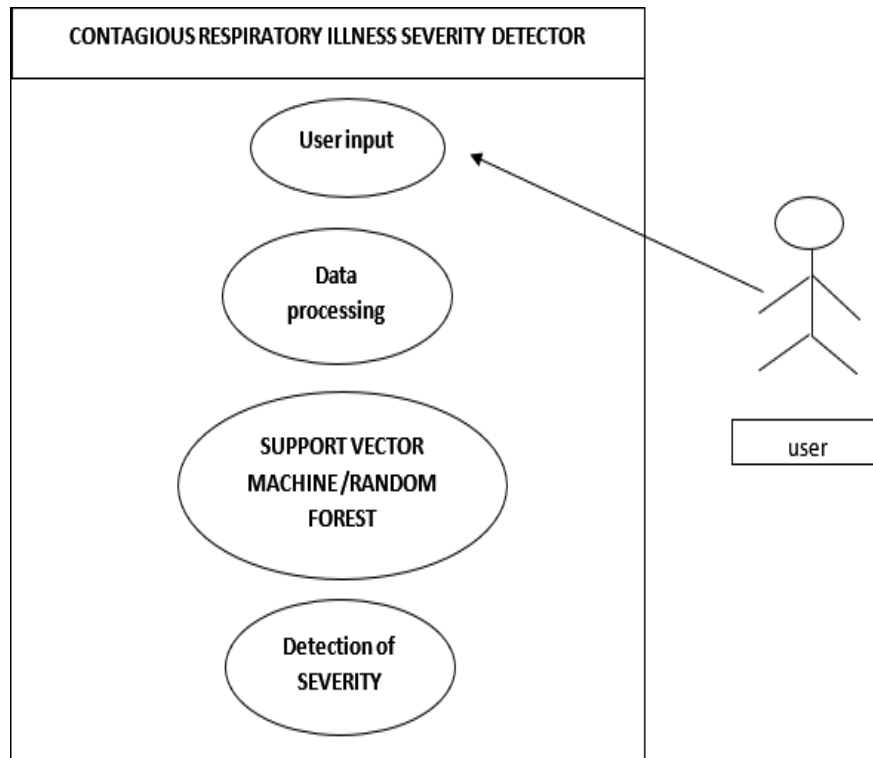 CONTAGIOUS RESPIRATORY ILLNESS SEVERITY DETECTOR
User input
Data
processing
SUPPORT VECTOR
MACHINE/RANDOM
FOREST
user
Detection of
SEVERITY